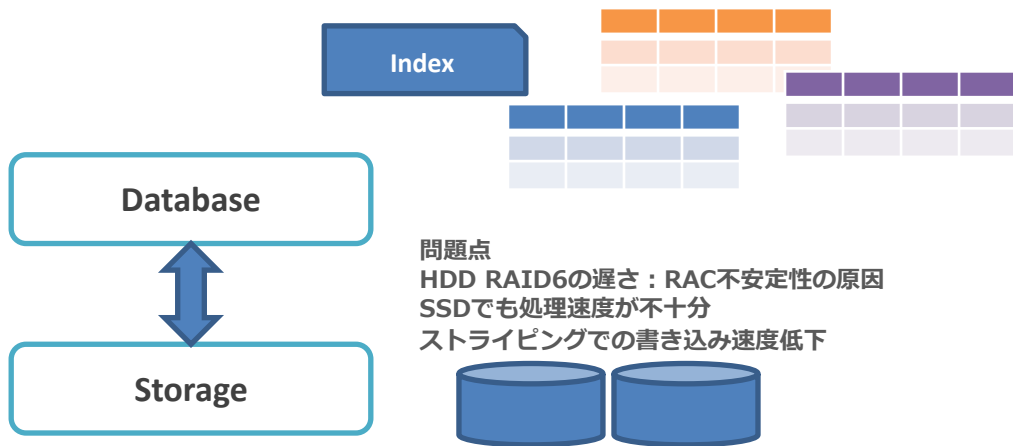 Index
Database
問題点
HDD RAID6の遅さ：RAC不安定性の原因
SSDでも処理速度が不十分
ストライピングでの書き込み速度低下
Storage